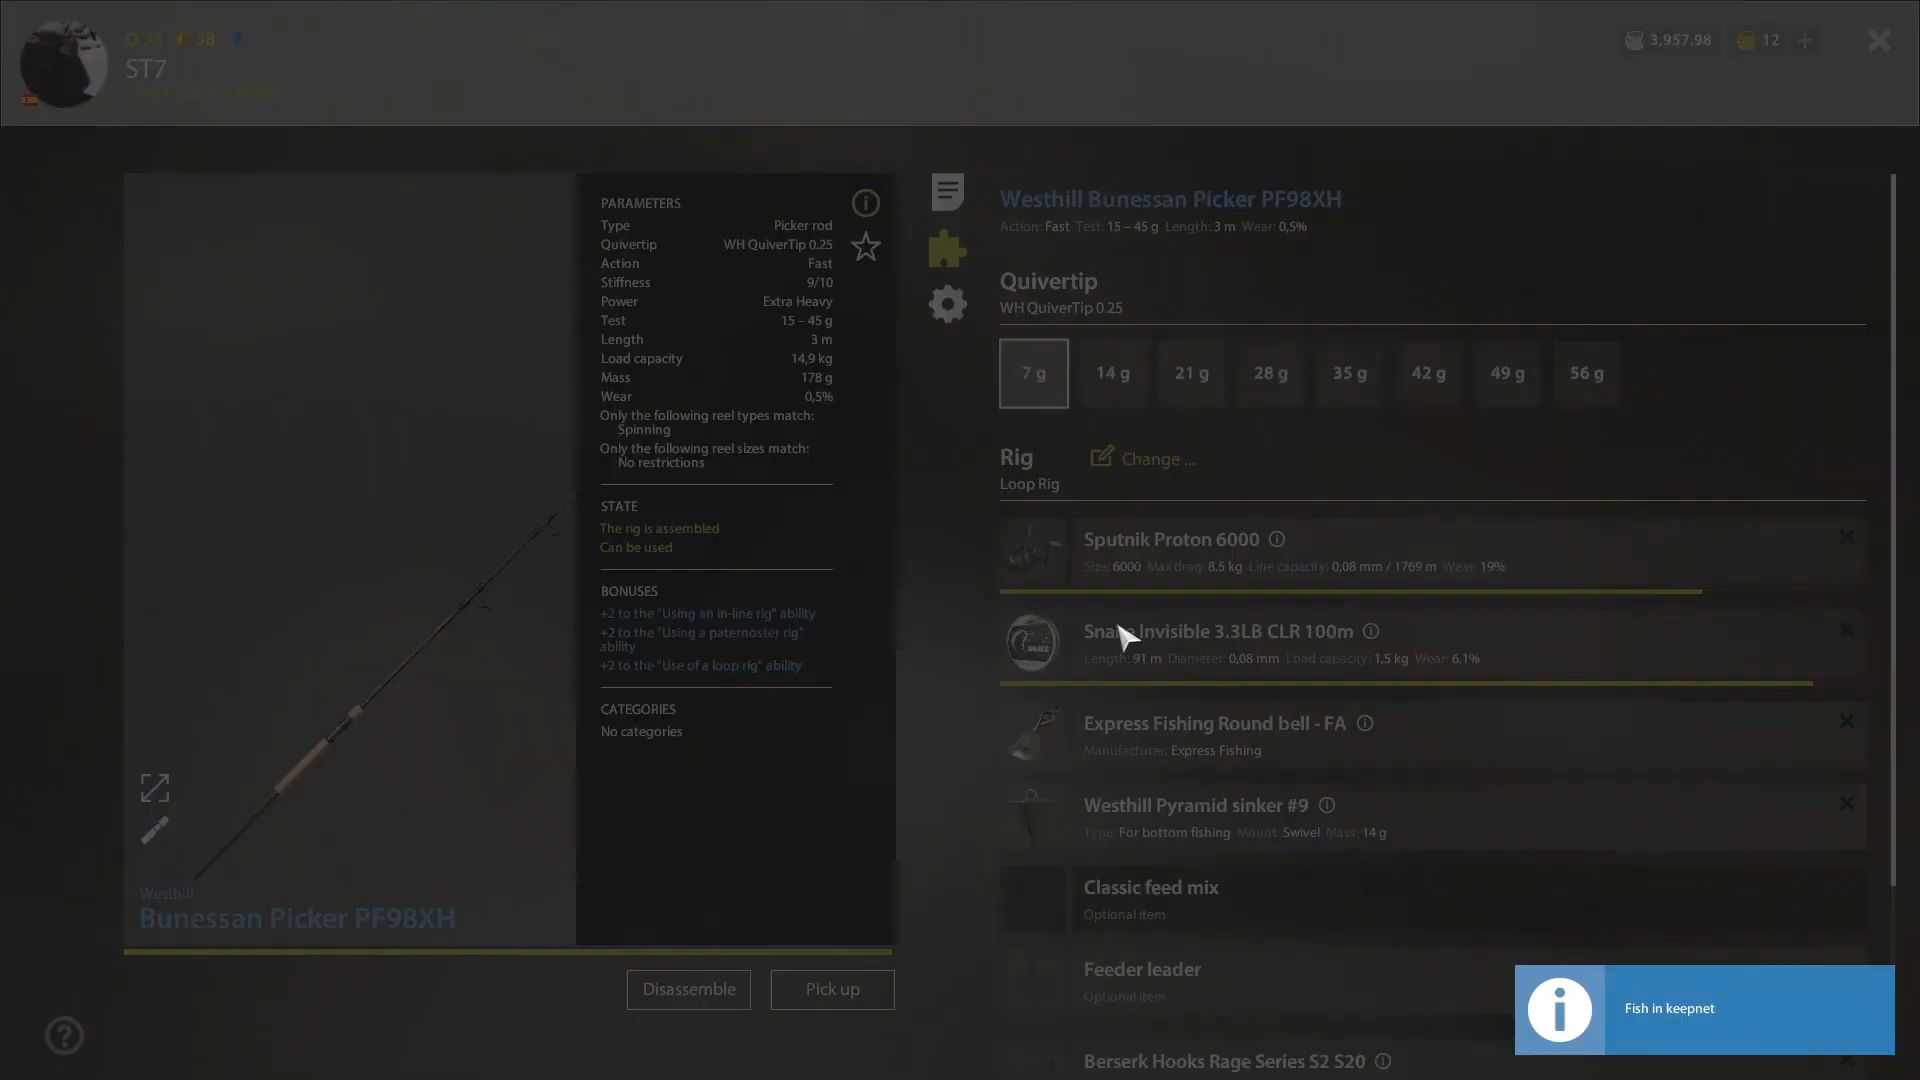 38
ST7
3,957.98
12
PARAMETERS
Type Picker rod
Quivertip WH QuiverTip 0.25
Action Fast
Stiffness 9/10
Power Extra Heavy
Test 15 – 45 g
Length 3 m
Load capacity 14,9 kg
Mass 178 g
Wear 0,5%
Only the following reel types match:
Spinning
Only the following reel sizes match:
No restrictions
STATE
The rig is assembled
Can be used
BONUSES
+2 to the "Using an in-line rig" ability
+2 to the "Using a paternoster rig"
ability
+2 to the "Use of a loop rig" ability
CATEGORIES
No categories
Westhill
Bunessan Picker PF98XH
Disassemble
Pick up
Westhill Bunessan Picker PF98XH
Action: Fast Test: 15 – 45 g Length: 3 m Wear: 0,5%
Quivertip
WH QuiverTip 0.25
7 g
14 g
21 g
28 g
35 g
42 g
49 g
56 g
Rig
Change ...
Loop Rig
Sputnik Proton 6000
Size: 6000 Max drag: 8,5 kg Line capacity: 0,08 mm / 1769 m Wear: 19%
Invisible 3.3LB CLR 100m
Length: 91 m Diameter: 0,08 mm Load capacity: 1,5 kg Wear: 6,1%
Express Fishing Round bell - FA
Manufacturer: Express Fishing
Westhill Pyramid sinker #9
Type: For bottom fishing Mount: Swivel Mass: 14 g
Classic feed mix
Optional item
Feeder leader
Optional item
Berserk Hooks Rage Series S2 S20
Fish in keepnet